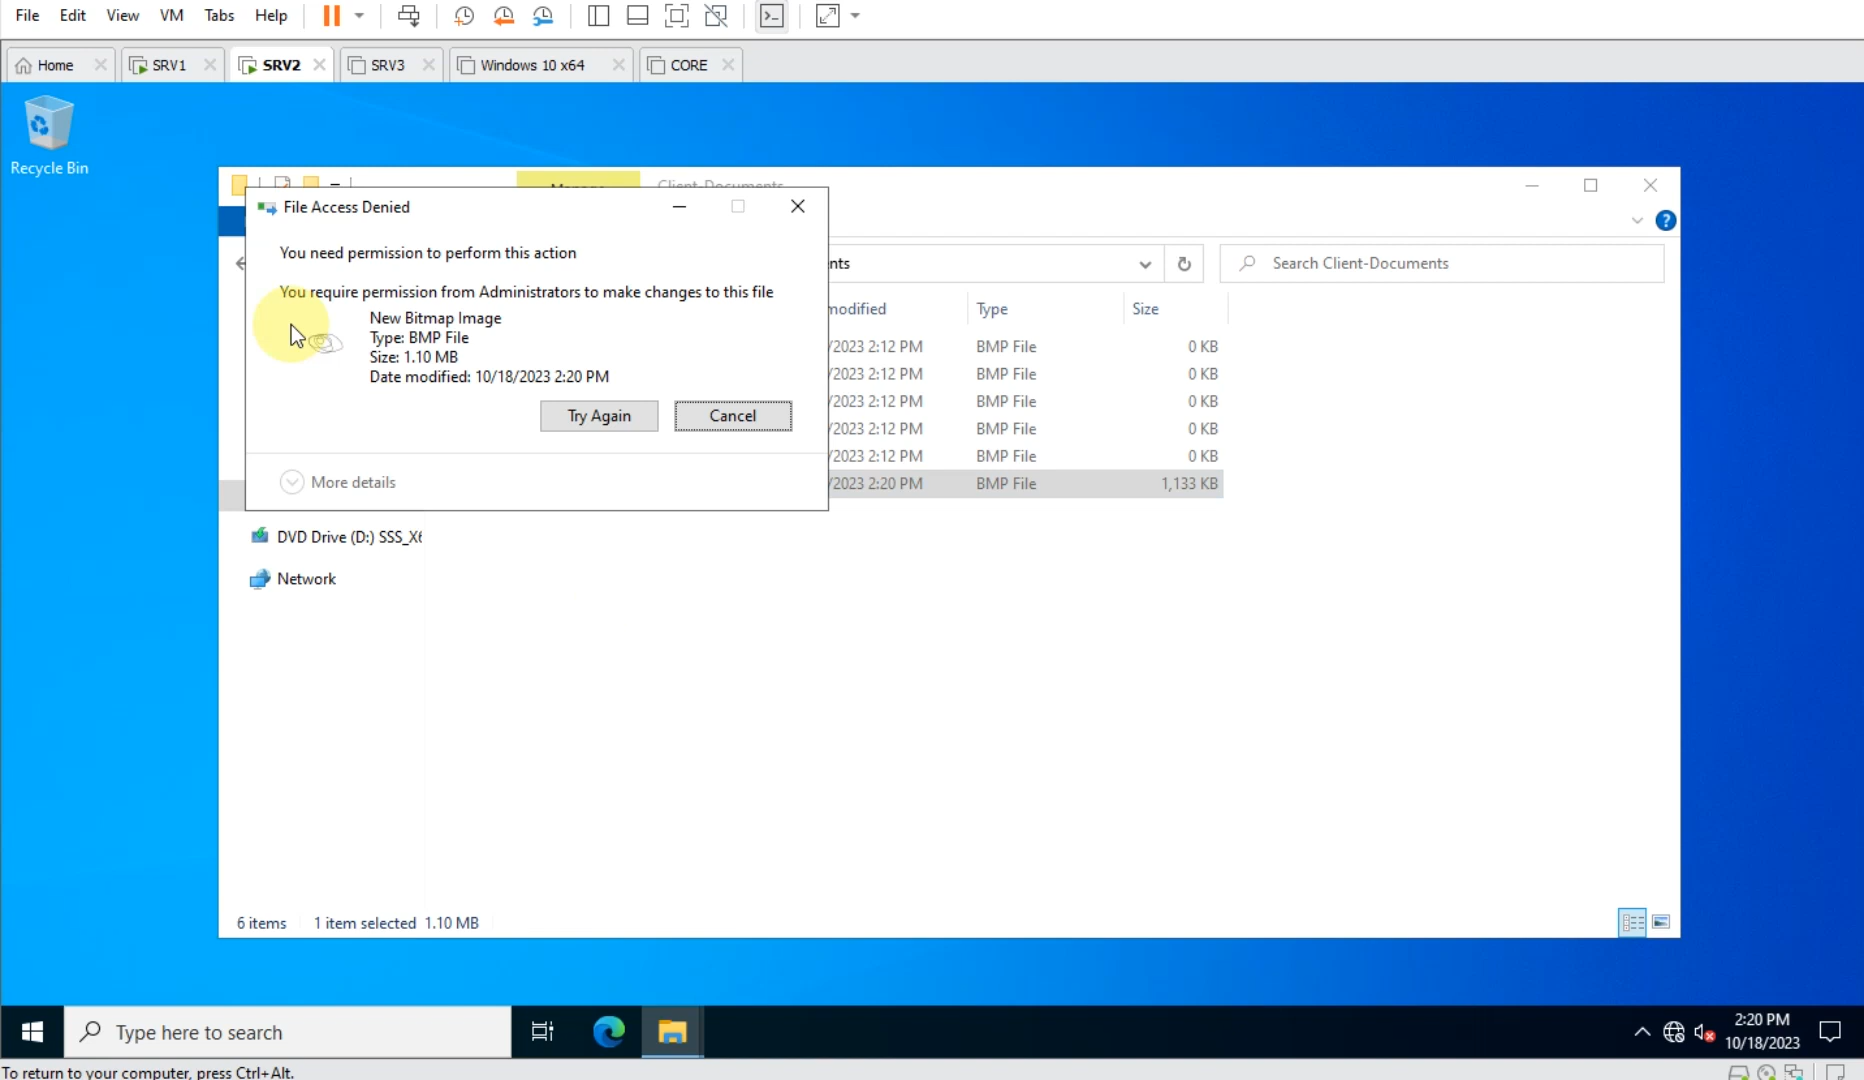 File Edit View VM Tabs Help
Home SRV1 SRV2 SRV3 Windows 10 x64 CORE
Recycle Bin
Manage Client-Documents
File Access Denied
You need permission to perform this action
nts Search Client-Documents
You require permission from Administrators to make changes to this file
modified Type Size
New Bitmap Image
Type: BMP File
Size: 1.10 MB
Date modified: 10/18/2023 2:20 PM
/2023 2:12 PM BMP File 0 KB
/2023 2:12 PM BMP File 0 KB
/2023 2:12 PM BMP File 0 KB
/2023 2:12 PM BMP File 0 KB
/2023 2:12 PM BMP File 0 KB
/2023 2:20 PM BMP File 1,133 KB
Try Again Cancel
More details
DVD Drive (D:) SSS_X6
Network
6 items 1 item selected 1.10 MB
Type here to search
2:20 PM
10/18/2023
To return to your computer, press Ctrl+Alt.